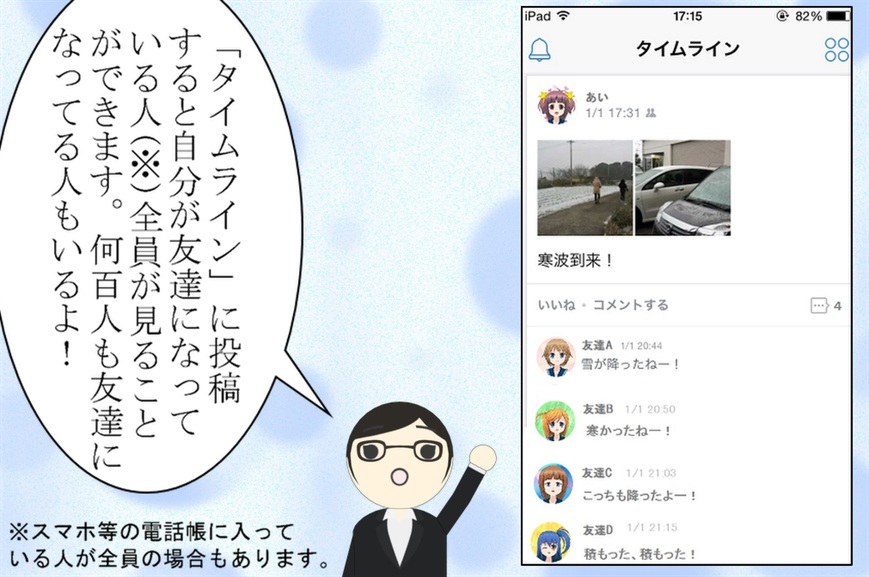 「タイムライン」に投稿
すると自分が友達になって
いる人(※)全員が見ること
ができます。何百人も友達に
なってる人もいるよ!
※スマホ等の電話帳に入って
いる人が全員の場合もあります。
iPad 17:15 82%
タイムライン
あい
1/1 17:31
寒波到来!
いいね・コメントする 4
友達A 1/1 20:44
雪が降ったねー!
友達B 1/1 20:50
寒かったねー!
友達C 1/1 21:03
こっちも降ったよー!
友達D 1/1 21:15
積もった、積もった!